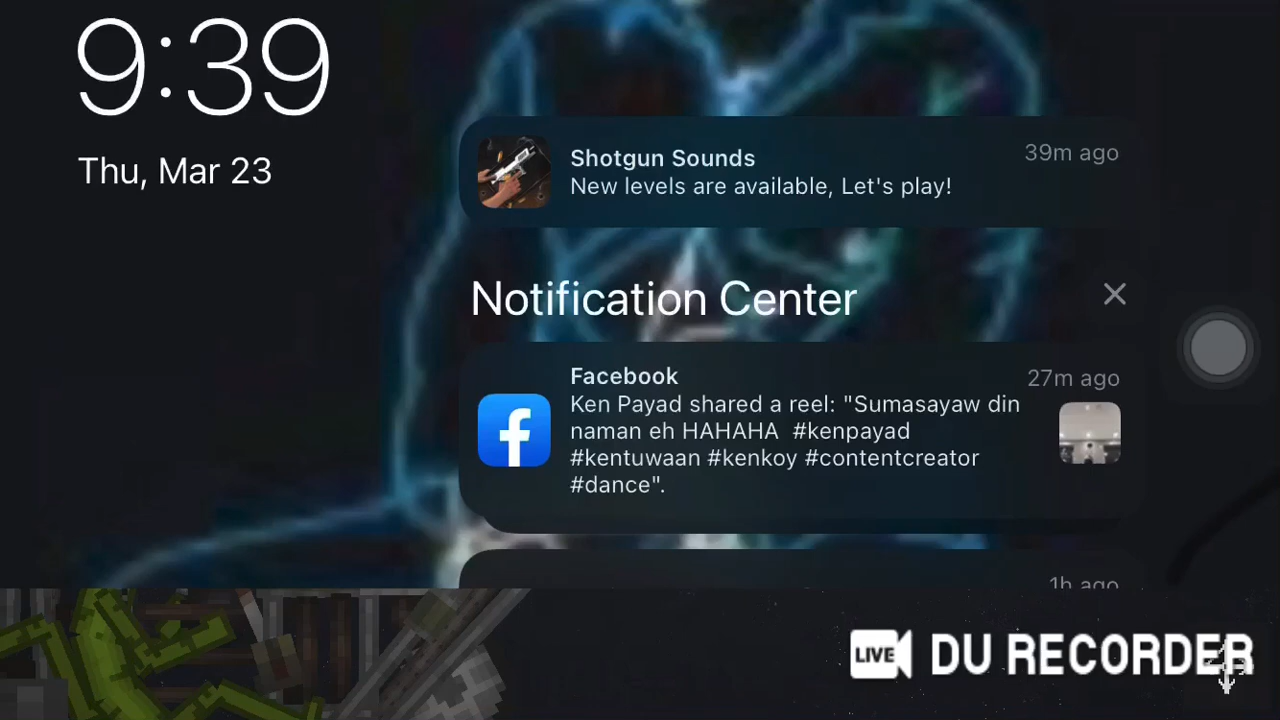 9:39
Thu, Mar 23
Shotgun Sounds
39m ago
New levels are available, Let's play!
Notification Center
Facebook
27m ago
Ken Payad shared a reel: "Sumasayaw din
naman eh HAHAHA #kenpayad
#kentuwaan #kenkoy #contentcreator
#dance".
1h ago
LIVE DU RECORDER